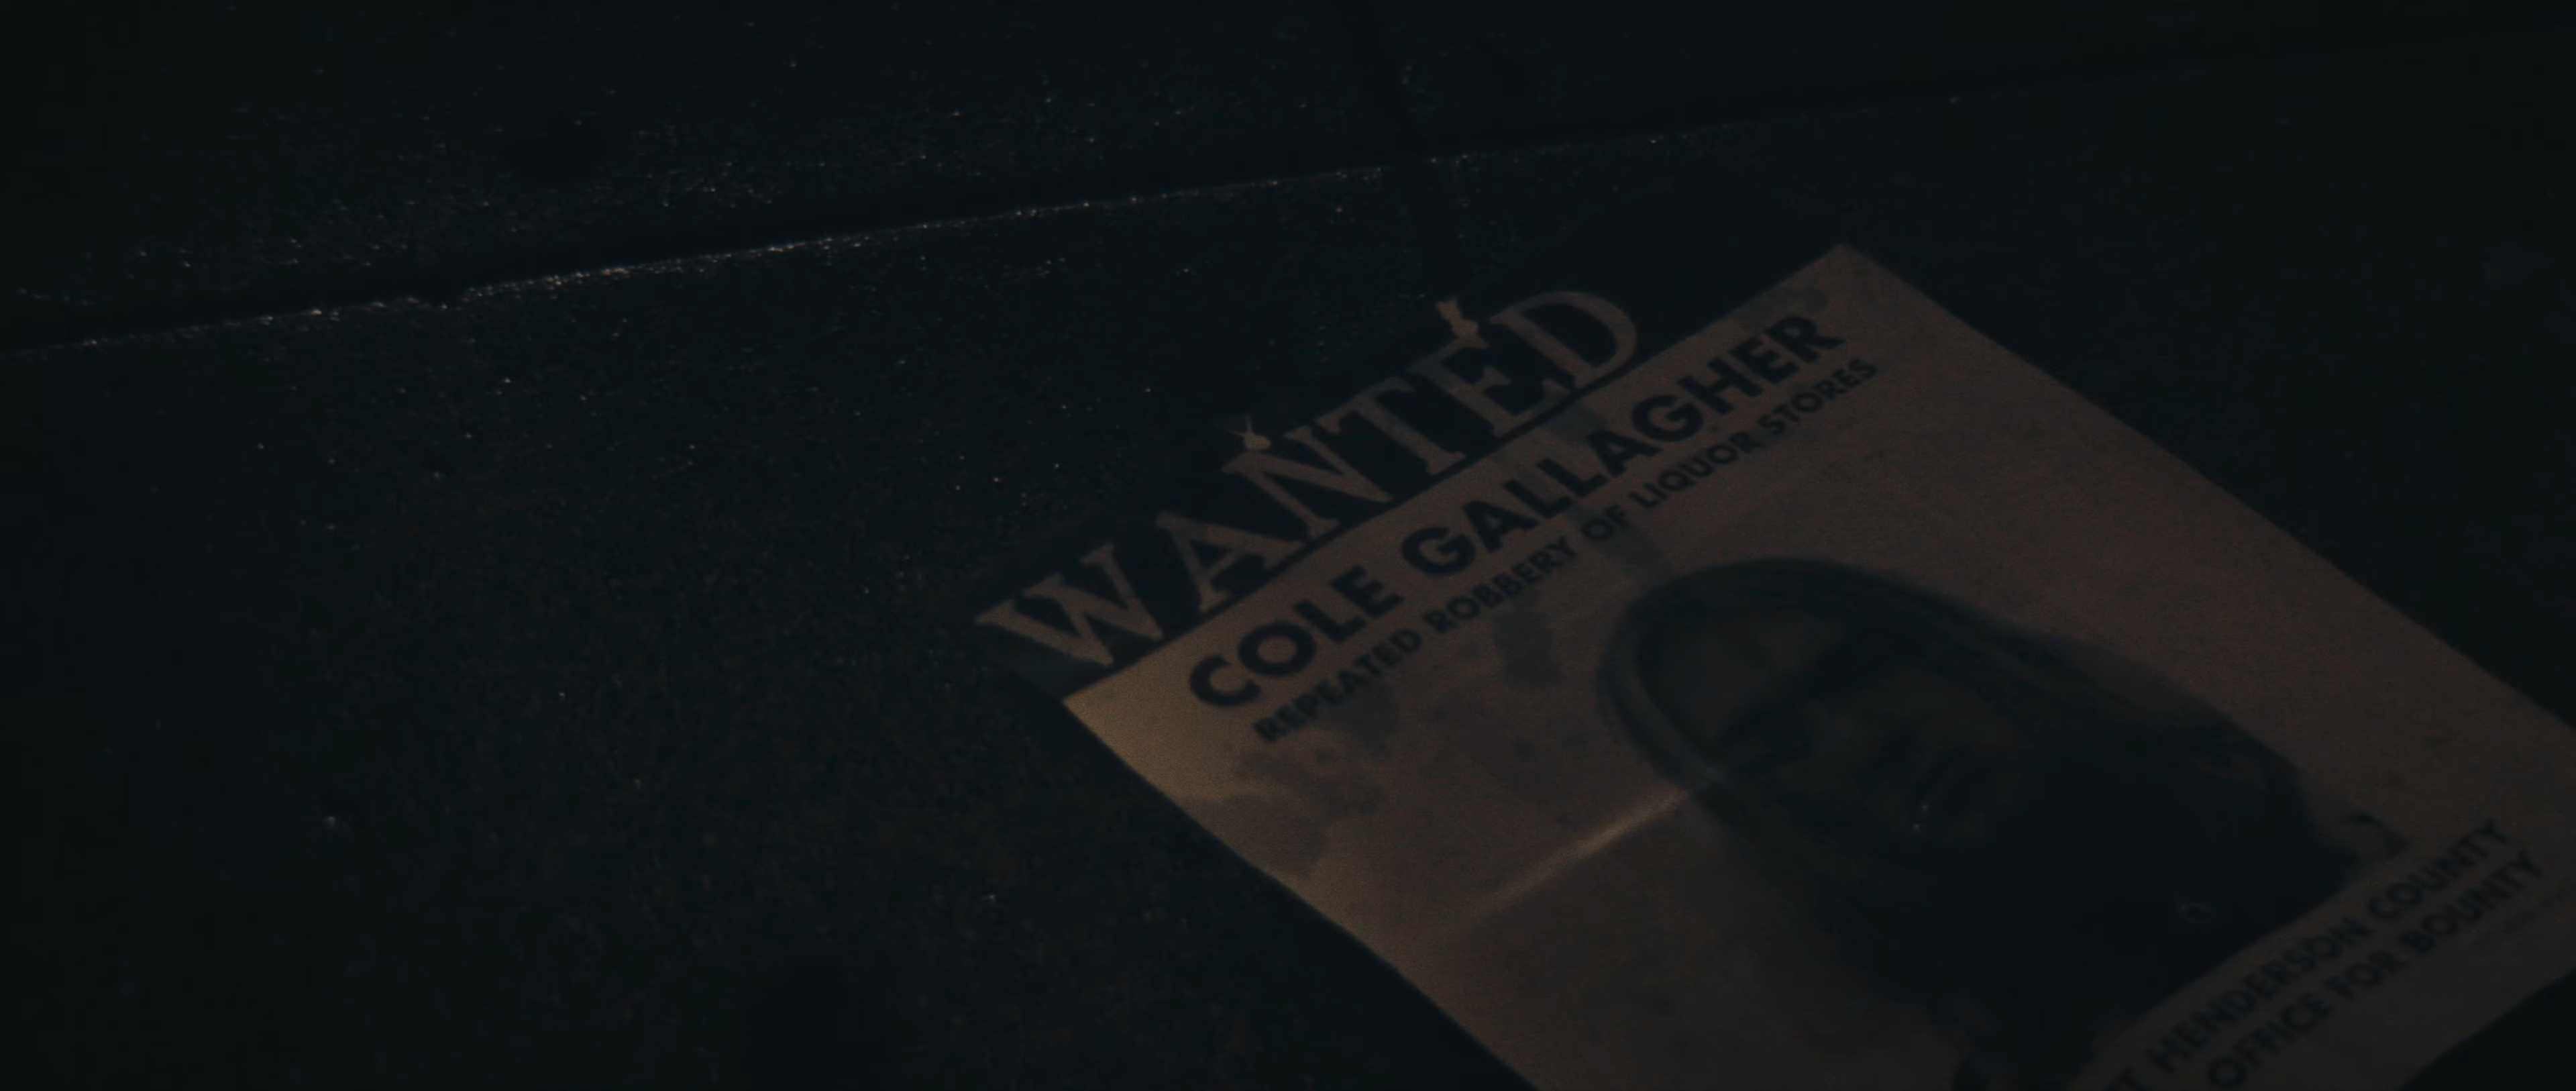 WANTED
COLE GALLAGHER
REPEATED ROBBERY OF LIQUOR STORES
HENDERSON COUNTY
OFFICE FOR BOUNTY